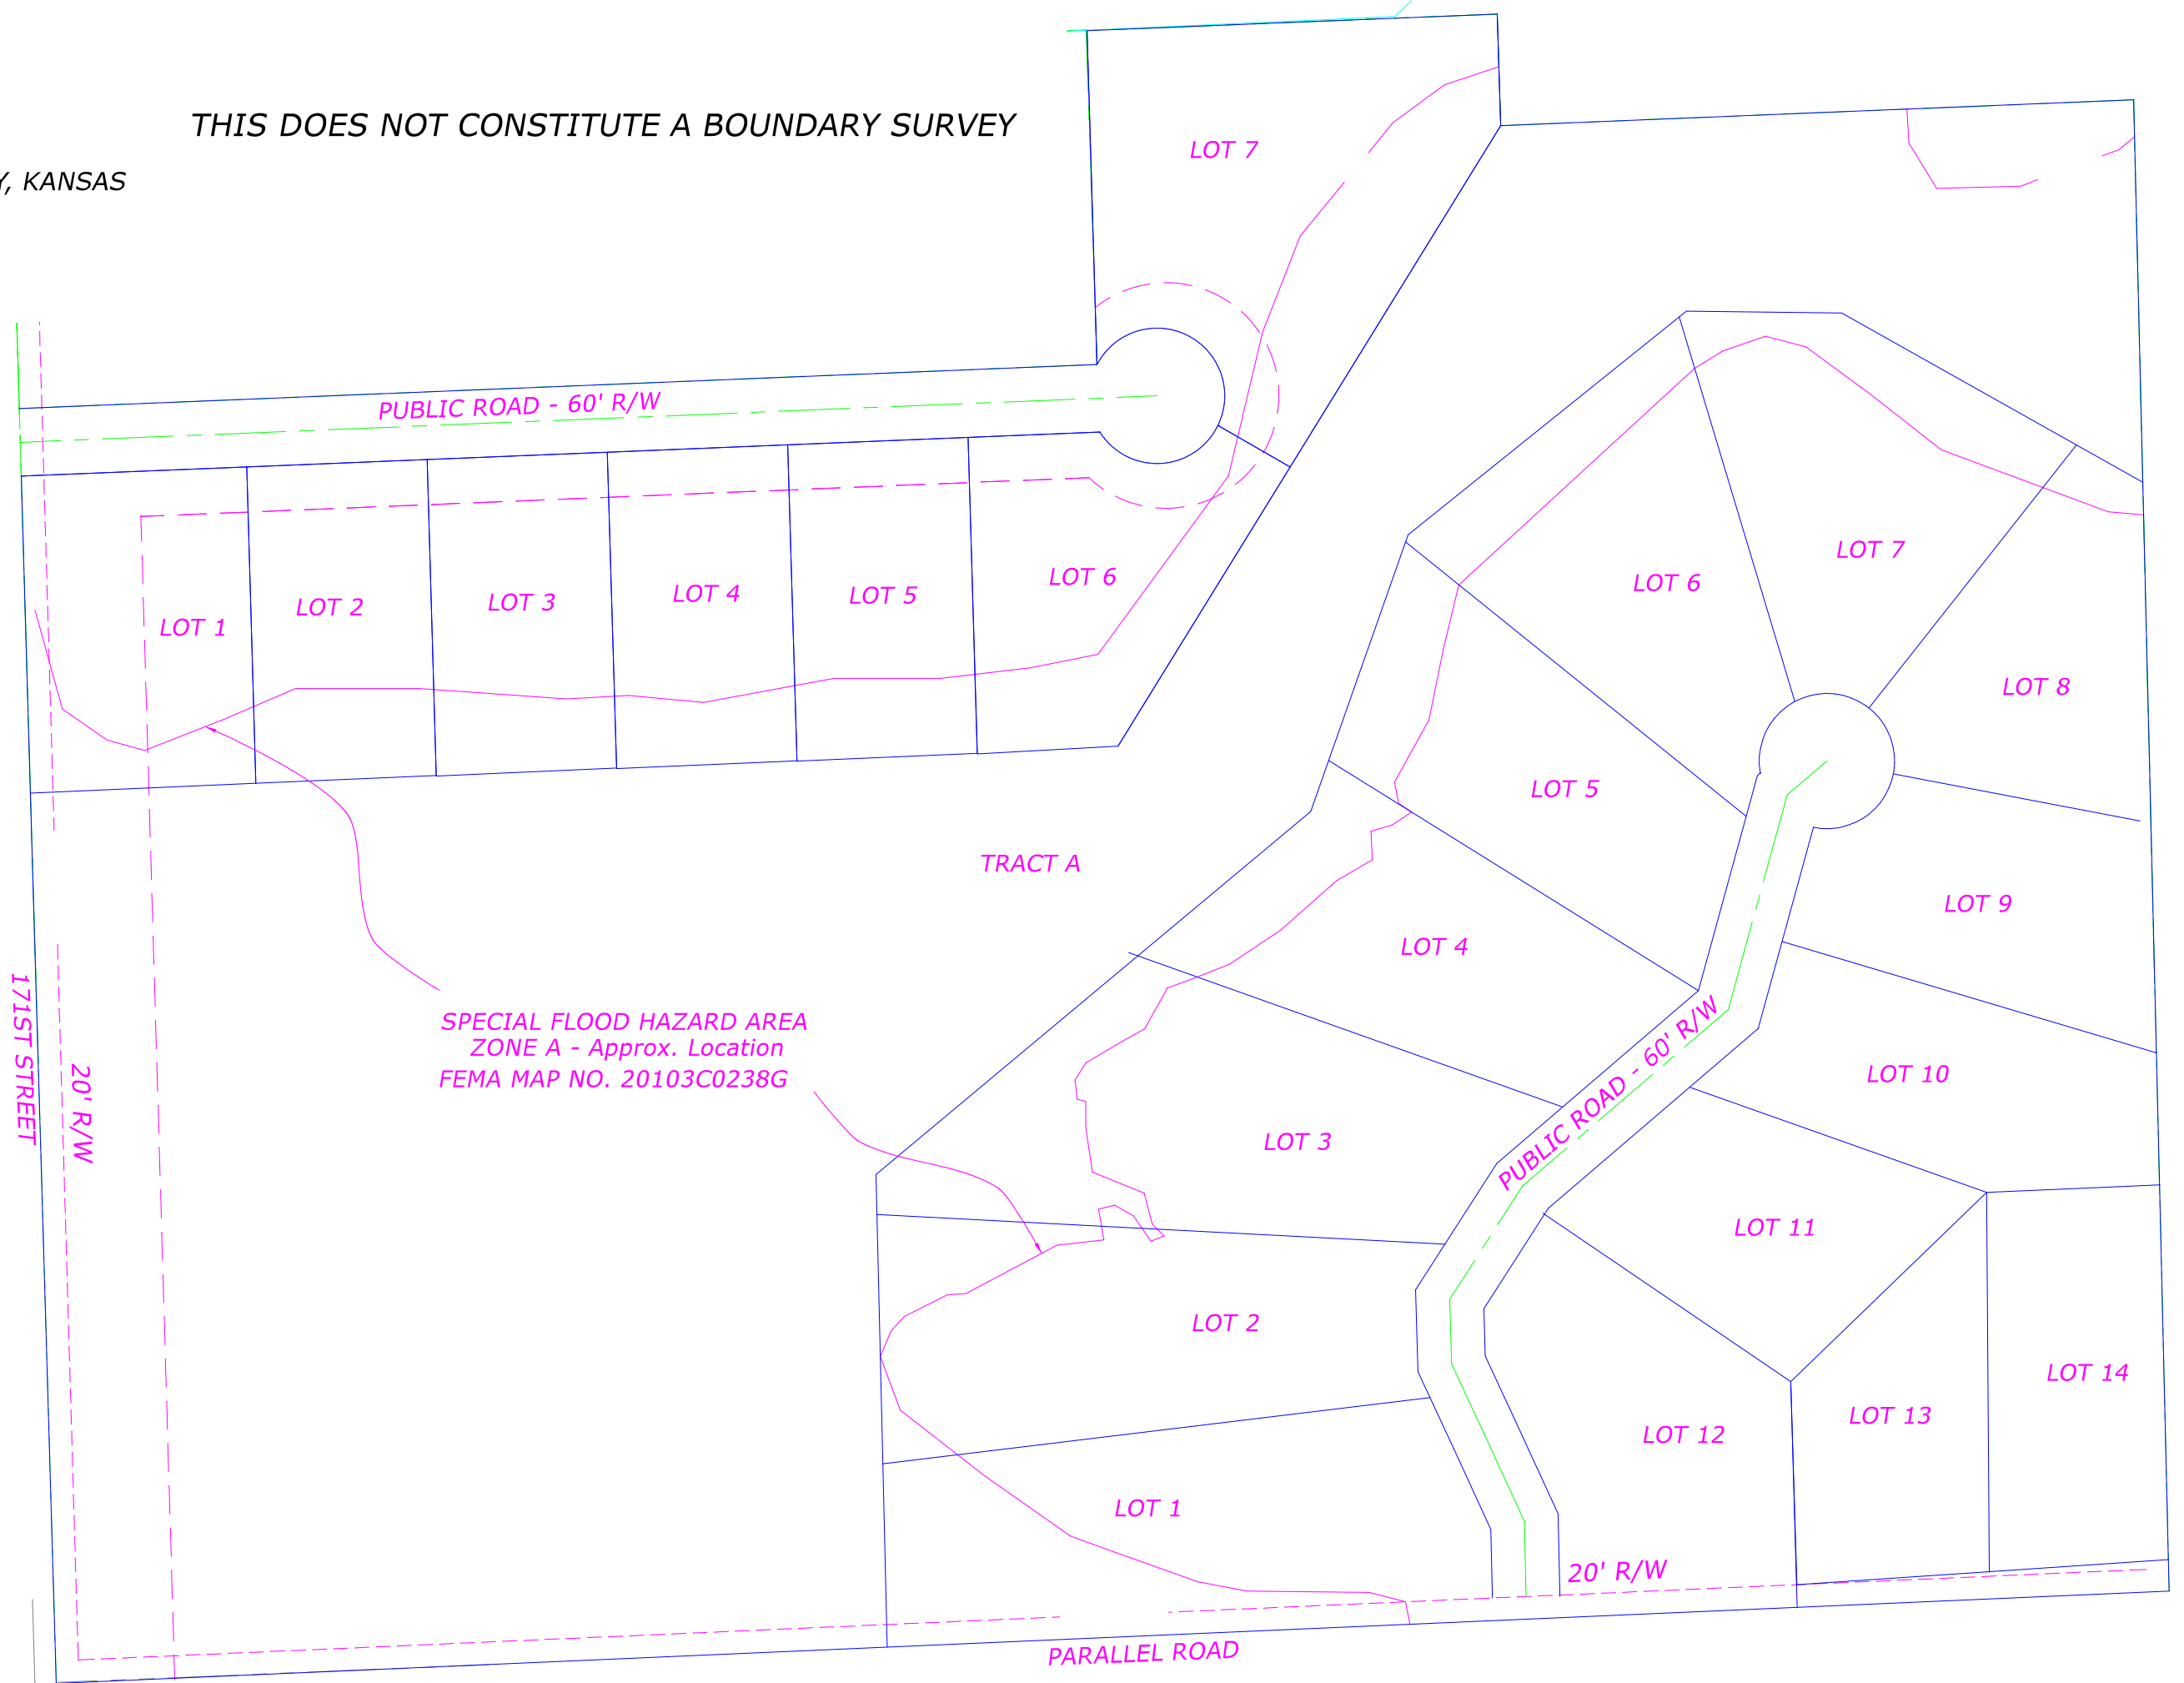 THIS DOES NOT CONSTITUTE A BOUNDARY SURVEY
Y, KANSAS
LOT 7
PUBLIC ROAD - 60' R/W
LOT 1
LOT 2
LOT 3
LOT 4
LOT 5
LOT 6
LOT 7
LOT 6
LOT 8
LOT 5
LOT 9
LOT 4
TRACT A
SPECIAL FLOOD HAZARD AREA
ZONE A - Approx. Location
FEMA MAP NO. 20103C0238G
171ST STREET
20' R/W
PUBLIC ROAD - 60' R/W
LOT 10
LOT 3
LOT 11
LOT 2
LOT 14
LOT 13
LOT 12
LOT 1
20' R/W
PARALLEL ROAD